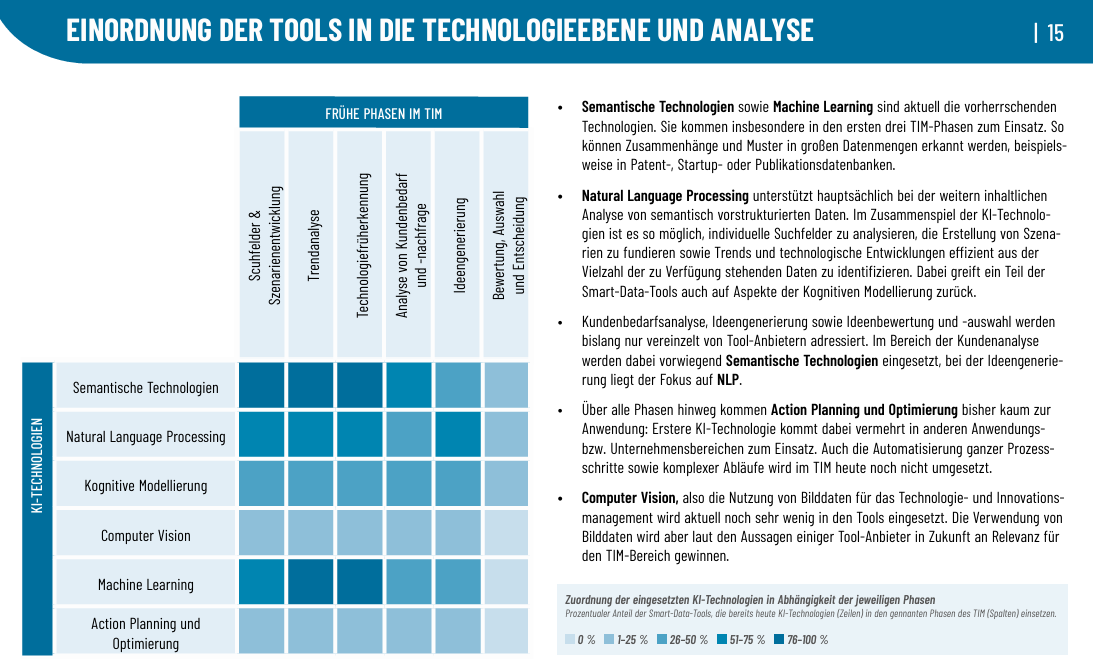 EINORDNUNG DER TOOLS IN DIE TECHNOLOGIEEBENE UND ANALYSE
| 15
FRÜHE PHASEN IM TIM
Scuhfelder &
Szenarienentwicklung
Trendanalyse
Technologiefrüherkennung
Analyse von Kundenbedarf
und -nachfrage
Ideengenerierung
Bewertung, Auswahl
und Entscheidung
KI-TECHNOLOGIEN
Semantische Technologien
Natural Language Processing
Kognitive Modellierung
Computer Vision
Machine Learning
Action Planning und
Optimierung
• Semantische Technologien sowie Machine Learning sind aktuell die vorherrschenden
Technologien. Sie kommen insbesondere in den ersten drei TIM-Phasen zum Einsatz. So
können Zusammenhänge und Muster in großen Datenmengen erkannt werden, beispiels-
weise in Patent-, Startup- oder Publikationsdatenbanken.
• Natural Language Processing unterstützt hauptsächlich bei der weitern inhaltlichen
Analyse von semantisch vorstrukturierten Daten. Im Zusammenspiel der KI-Technolo-
gien ist es so möglich, individuelle Suchfelder zu analysieren, die Erstellung von Szena-
rien zu fundieren sowie Trends und technologische Entwicklungen effizient aus der
Vielzahl der zu Verfügung stehenden Daten zu identifizieren. Dabei greift ein Teil der
Smart-Data-Tools auch auf Aspekte der Kognitiven Modellierung zurück.
• Kundenbedarfsanalyse, Ideengenerierung sowie Ideenbewertung und -auswahl werden
bislang nur vereinzelt von Tool-Anbietern adressiert. Im Bereich der Kundenanalyse
werden dabei vorwiegend Semantische Technologien eingesetzt, bei der Ideengenerie-
rung liegt der Fokus auf NLP.
• Über alle Phasen hinweg kommen Action Planning und Optimierung bisher kaum zur
Anwendung: Erstere KI-Technologie kommt dabei vermehrt in anderen Anwendungs-
bzw. Unternehmensbereichen zum Einsatz. Auch die Automatisierung ganzer Prozess-
schritte sowie komplexer Abläufe wird im TIM heute noch nicht umgesetzt.
• Computer Vision, also die Nutzung von Bilddaten für das Technologie- und Innovations-
management wird aktuell noch sehr wenig in den Tools eingesetzt. Die Verwendung von
Bilddaten wird aber laut den Aussagen einiger Tool-Anbieter in Zukunft an Relevanz für
den TIM-Bereich gewinnen.
Zuordnung der eingesetzten KI-Technologien in Abhängigkeit der jeweiligen Phasen
Prozentualer Anteil der Smart-Data-Tools, die bereits heute KI-Technologien (Zeilen) in den gennanten Phasen des TIM (Spalten) einsetzen.
0 % 1–25 % 26–50 % 51–75 % 76–100 %